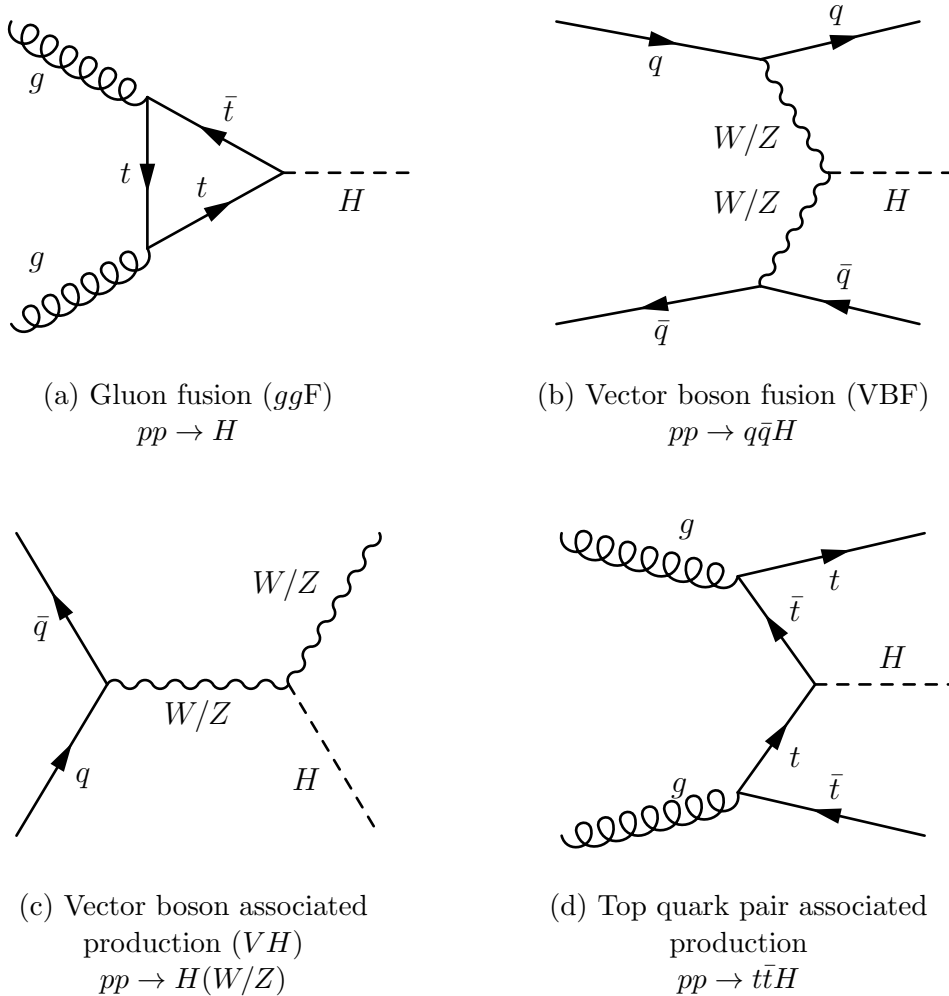 g
t̄
t
t
H
g
(a) Gluon fusion (ggF)
pp → H
q
q
W/Z
W/Z
H
q̄
q̄
(b) Vector boson fusion (VBF)
pp → qq̄H
q̄
W/Z
W/Z
q
H
(c) Vector boson associated
production (VH)
pp → H(W/Z)
g
t
t̄
H
t
g
t̄
(d) Top quark pair associated
production
pp → tt̄H